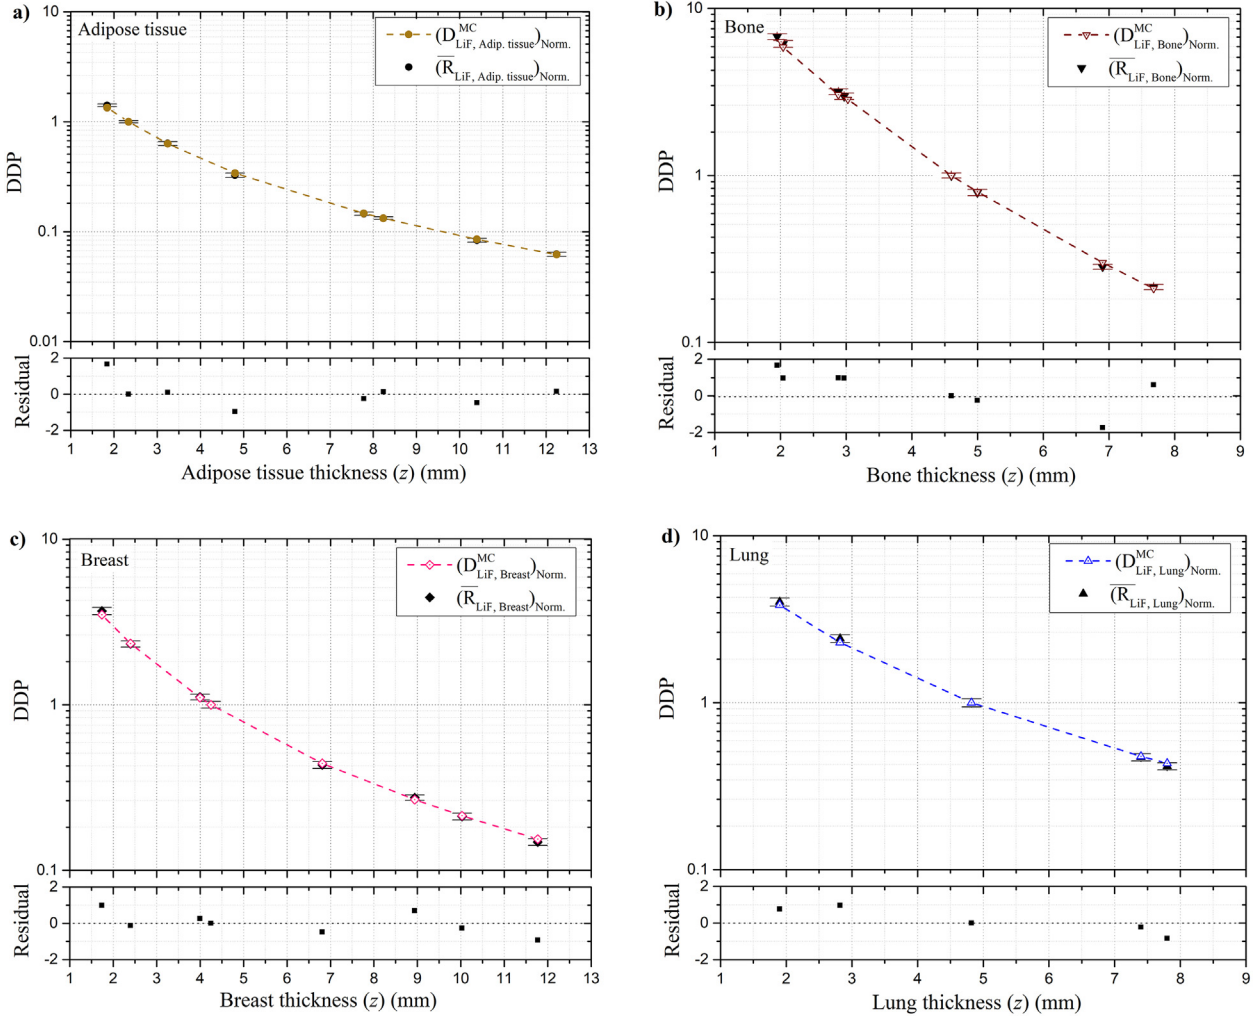 a)
Adipose tissue
(D^MC_LiF, Adip. tissue)Norm.
(R̅_LiF, Adip. tissue)Norm.
10
1
0.1
0.01
DDP
2
0
-2
Residual
1 2 3 4 5 6 7 8 9 10 11 12 13
Adipose tissue thickness (z) (mm)
b)
Bone
(D^MC_LiF, Bone)Norm.
(R̅_LiF, Bone)Norm.
10
1
0.1
DDP
2
0
-2
Residual
1 2 3 4 5 6 7 8 9
Bone thickness (z) (mm)
c)
Breast
(D^MC_LiF, Breast)Norm.
(R̅_LiF, Breast)Norm.
10
1
0.1
DDP
2
0
-2
Residual
1 2 3 4 5 6 7 8 9 10 11 12 13
Breast thickness (z) (mm)
d)
Lung
(D^MC_LiF, Lung)Norm.
(R̅_LiF, Lung)Norm.
10
1
0.1
DDP
2
0
-2
Residual
1 2 3 4 5 6 7 8 9
Lung thickness (z) (mm)